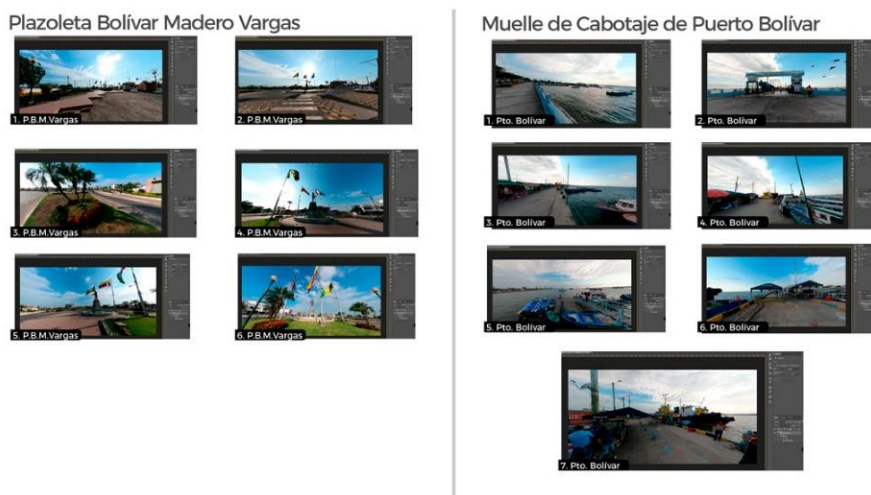 Plazoleta Bolívar Madero Vargas
1. P.B.M.Vargas
2. P.B.M.Vargas
3. P.B.M.Vargas
4. P.B.M.Vargas
5. P.B.M.Vargas
6. P.B.M.Vargas
Muelle de Cabotaje de Puerto Bolívar
1. Pto. Bolívar
2. Pto. Bolívar
3. Pto. Bolívar
4. Pto. Bolívar
5. Pto. Bolívar
6. Pto. Bolívar
7. Pto. Bolívar